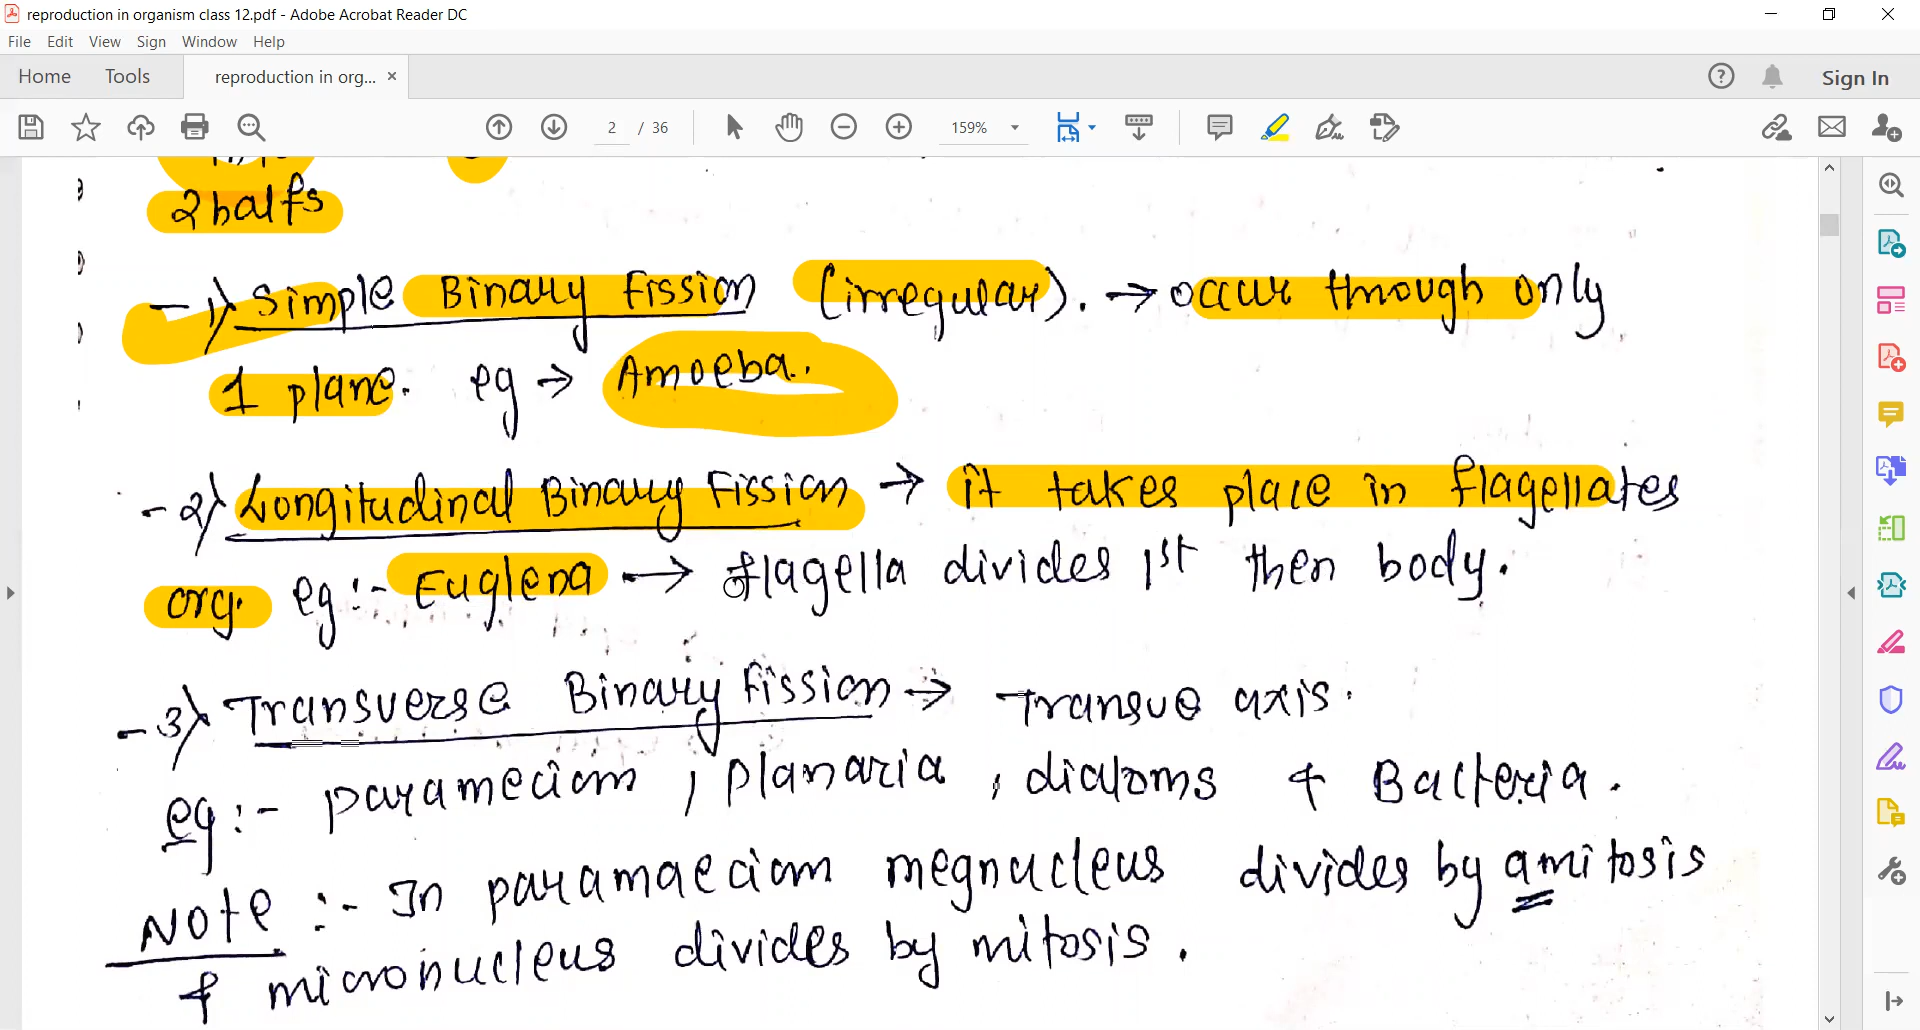 reproduction in organism class 12.pdf - Adobe Acrobat Reader DC
File Edit View Sign Window Help
Home Tools reproduction in org... × Sign In
2 / 36 159%
2 halfs
- 1) Simple Binary Fission (irregular). → occur through only
1 plane. eg → Amoeba.
- 2) Longitudinal Binary Fission → it takes place in flagellates
org. eg :- Euglena → flagella divides 1st then body.
- 3) Transverse Binary Fission → Transve axis.
eg :- paramecium , planaria , diatoms & Bacteria.
Note :- In paramaecium megnucleus divides by amitosis
& micronucleus divides by mitosis.